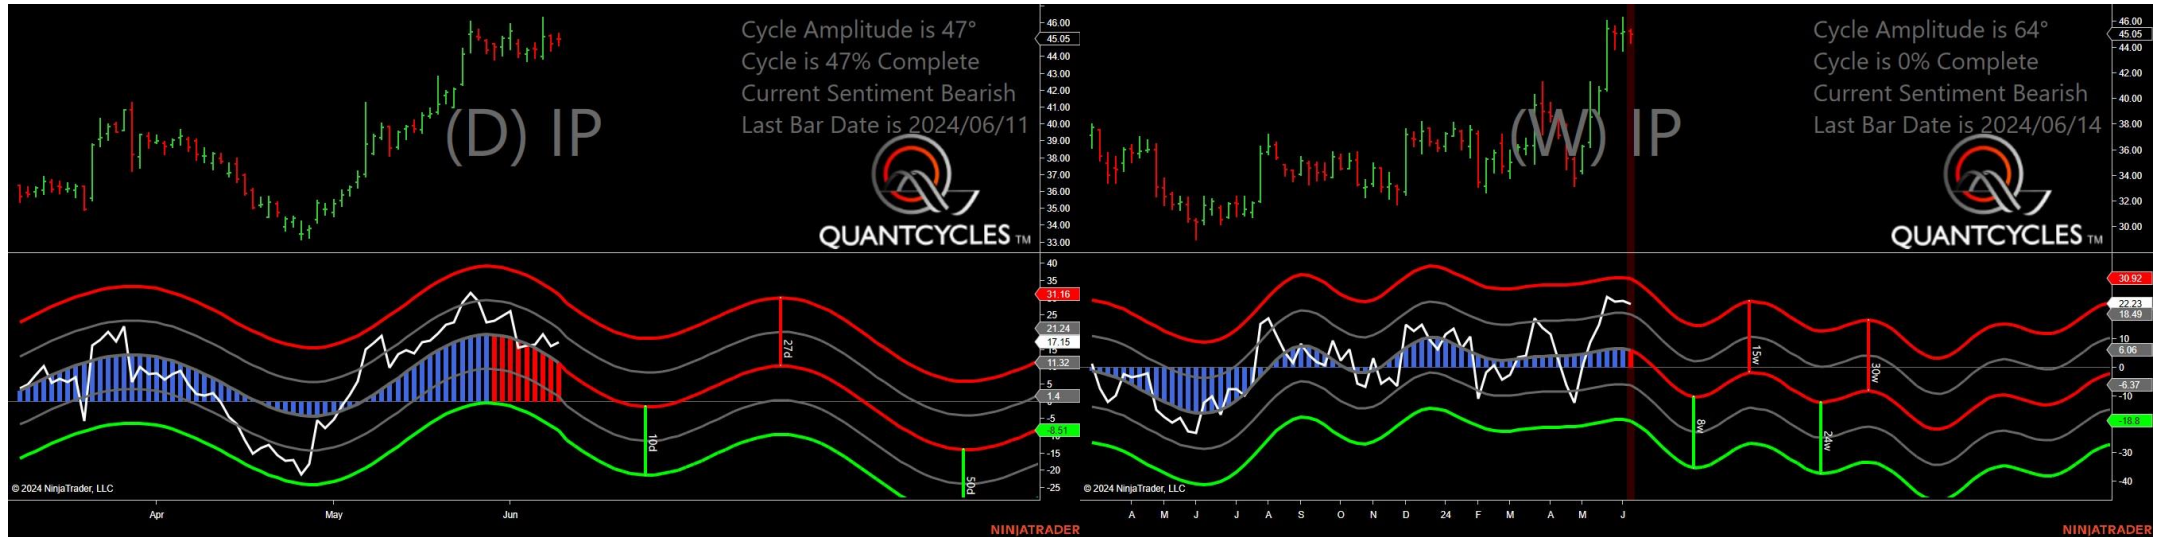 Cycle Amplitude is 47°
Cycle is 47% Complete
Current Sentiment Bearish
Last Bar Date is 2024/06/11
(D) IP
QUANTCYCLES TM
46.00
45.05
44.00
43.00
42.00
41.00
40.00
39.00
38.00
37.00
36.00
35.00
34.00
33.00
40
35
31.16
25
21.24
17.15
15
11.32
5
1.4
-5
-8.51
-10
-15
-20
-25
10d
27d
50d
© 2024 NinjaTrader, LLC
Apr
May
Jun
NINJATRADER
Cycle Amplitude is 64°
Cycle is 0% Complete
Current Sentiment Bearish
Last Bar Date is 2024/06/14
(W) IP
QUANTCYCLES TM
46.00
45.05
44.00
42.00
40.00
38.00
36.00
34.00
32.00
30.00
30.92
22.23
18.49
10
6.06
0
-6.37
-10
-18.8
-30
-40
8w
15w
24w
30w
© 2024 NinjaTrader, LLC
A
M
J
J
A
S
O
N
D
24
F
M
A
M
J
NINJATRADER